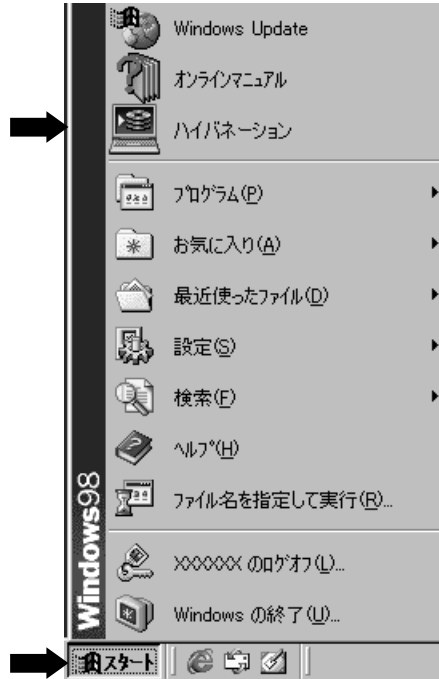 Windows Update
オンラインマニュアル
ハイバネーション
プログラム(P)
お気に入り(A)
最近使ったファイル(D)
設定(S)
検索(F)
ヘルプ(H)
ファイル名を指定して実行(R)...
XXXXXX のログオフ(L)...
Windows の終了(U)...
Windows98
スタート